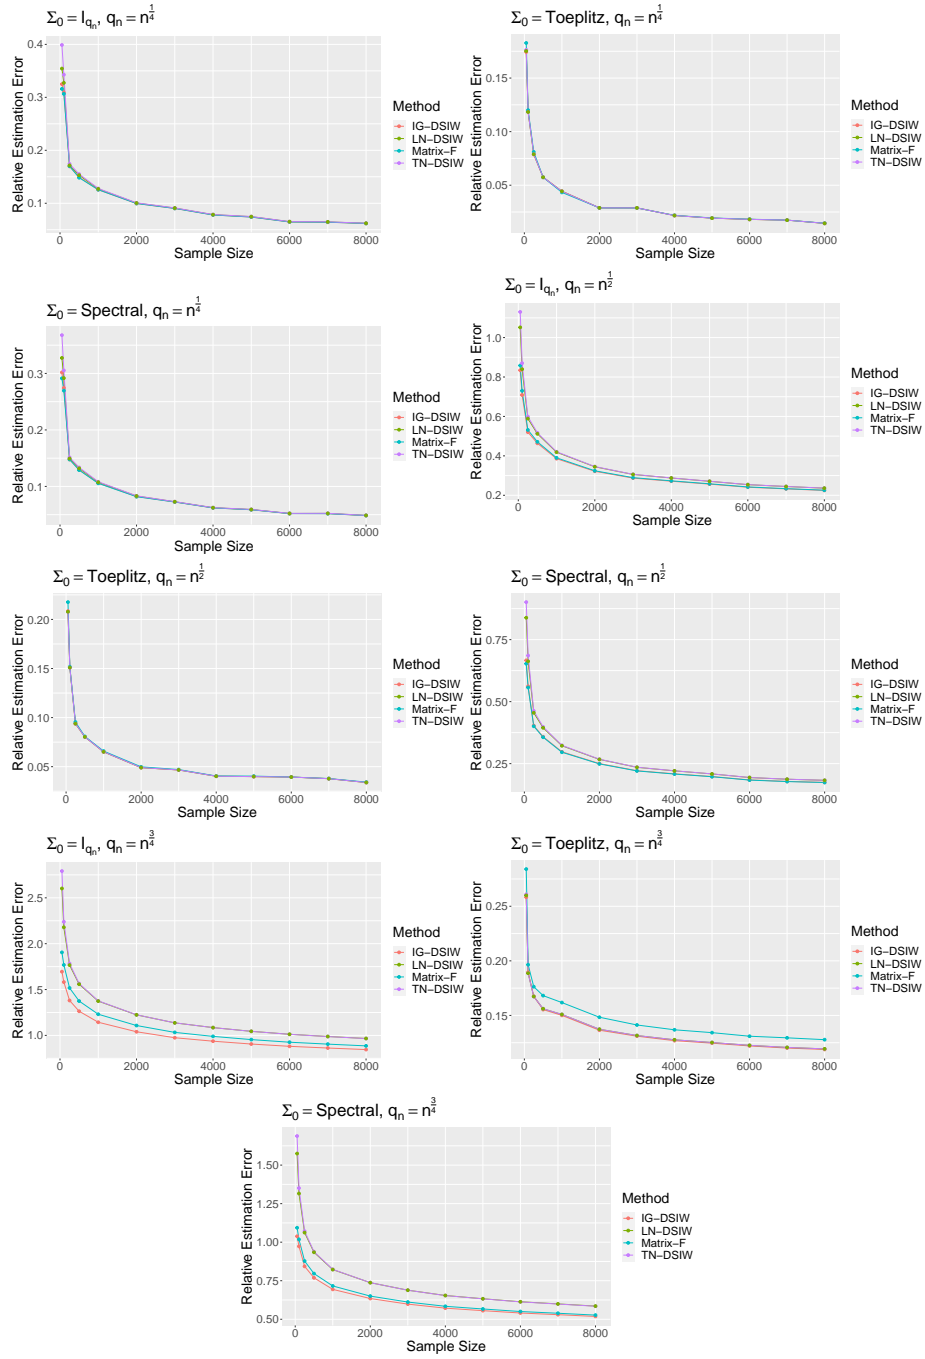 Σ₀ = I_{qₙ}, qₙ = n^{1/4}
Relative Estimation Error
0.4
0.3
0.2
0.1
0 2000 4000 6000 8000
Sample Size
Method
IG−DSIW
LN−DSIW
Matrix−F
TN−DSIW
Σ₀ = Toeplitz, qₙ = n^{1/4}
Relative Estimation Error
0.15
0.10
0.05
0 2000 4000 6000 8000
Sample Size
Method
IG−DSIW
LN−DSIW
Matrix−F
TN−DSIW
Σ₀ = Spectral, qₙ = n^{1/4}
Relative Estimation Error
0.3
0.2
0.1
0 2000 4000 6000 8000
Sample Size
Method
IG−DSIW
LN−DSIW
Matrix−F
TN−DSIW
Σ₀ = I_{qₙ}, qₙ = n^{1/2}
Relative Estimation Error
1.0
0.8
0.6
0.4
0.2
0 2000 4000 6000 8000
Sample Size
Method
IG−DSIW
LN−DSIW
Matrix−F
TN−DSIW
Σ₀ = Toeplitz, qₙ = n^{1/2}
Relative Estimation Error
0.20
0.15
0.10
0.05
0 2000 4000 6000 8000
Sample Size
Method
IG−DSIW
LN−DSIW
Matrix−F
TN−DSIW
Σ₀ = Spectral, qₙ = n^{1/2}
Relative Estimation Error
0.75
0.50
0.25
0 2000 4000 6000 8000
Sample Size
Method
IG−DSIW
LN−DSIW
Matrix−F
TN−DSIW
Σ₀ = I_{qₙ}, qₙ = n^{3/4}
Relative Estimation Error
2.5
2.0
1.5
1.0
0 2000 4000 6000 8000
Sample Size
Method
IG−DSIW
LN−DSIW
Matrix−F
TN−DSIW
Σ₀ = Toeplitz, qₙ = n^{3/4}
Relative Estimation Error
0.25
0.20
0.15
0 2000 4000 6000 8000
Sample Size
Method
IG−DSIW
LN−DSIW
Matrix−F
TN−DSIW
Σ₀ = Spectral, qₙ = n^{3/4}
Relative Estimation Error
1.50
1.25
1.00
0.75
0.50
0 2000 4000 6000 8000
Sample Size
Method
IG−DSIW
LN−DSIW
Matrix−F
TN−DSIW